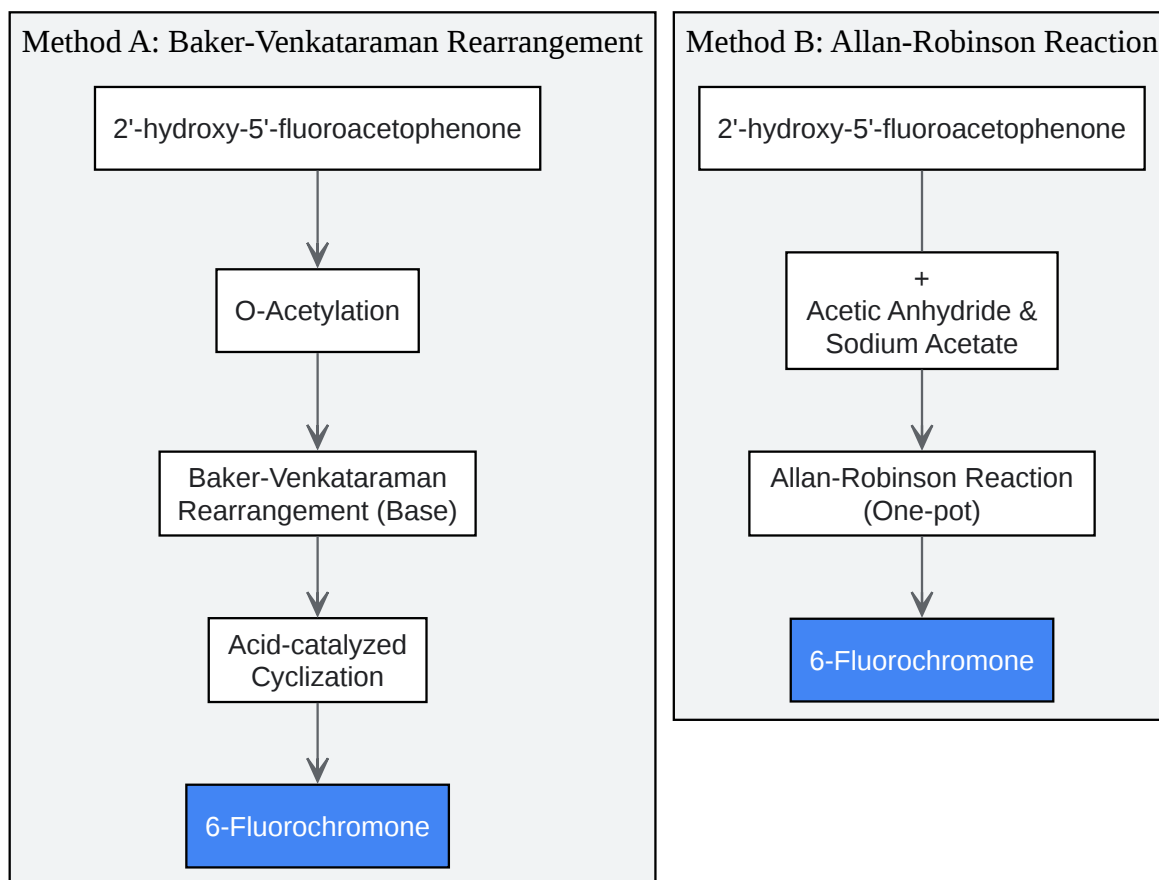 Method A: Baker-Venkataraman Rearrangement
2'-hydroxy-5'-fluoroacetophenone
O-Acetylation
Baker-Venkataraman
Rearrangement (Base)
Acid-catalyzed
Cyclization
6-Fluorochromone
Method B: Allan-Robinson Reaction
2'-hydroxy-5'-fluoroacetophenone
+
Acetic Anhydride &
Sodium Acetate
Allan-Robinson Reaction
(One-pot)
6-Fluorochromone